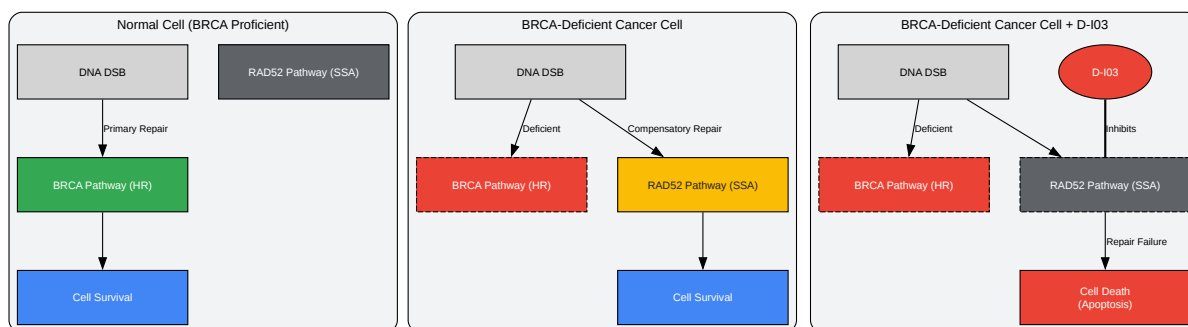 Normal Cell (BRCA Proficient)
DNA DSB
RAD52 Pathway (SSA)
Primary Repair
BRCA Pathway (HR)
Cell Survival
BRCA-Deficient Cancer Cell
DNA DSB
Deficient
Compensatory Repair
BRCA Pathway (HR)
RAD52 Pathway (SSA)
Cell Survival
BRCA-Deficient Cancer Cell + D-I03
DNA DSB
D-I03
Deficient
Inhibits
BRCA Pathway (HR)
RAD52 Pathway (SSA)
Repair Failure
Cell Death
(Apoptosis)